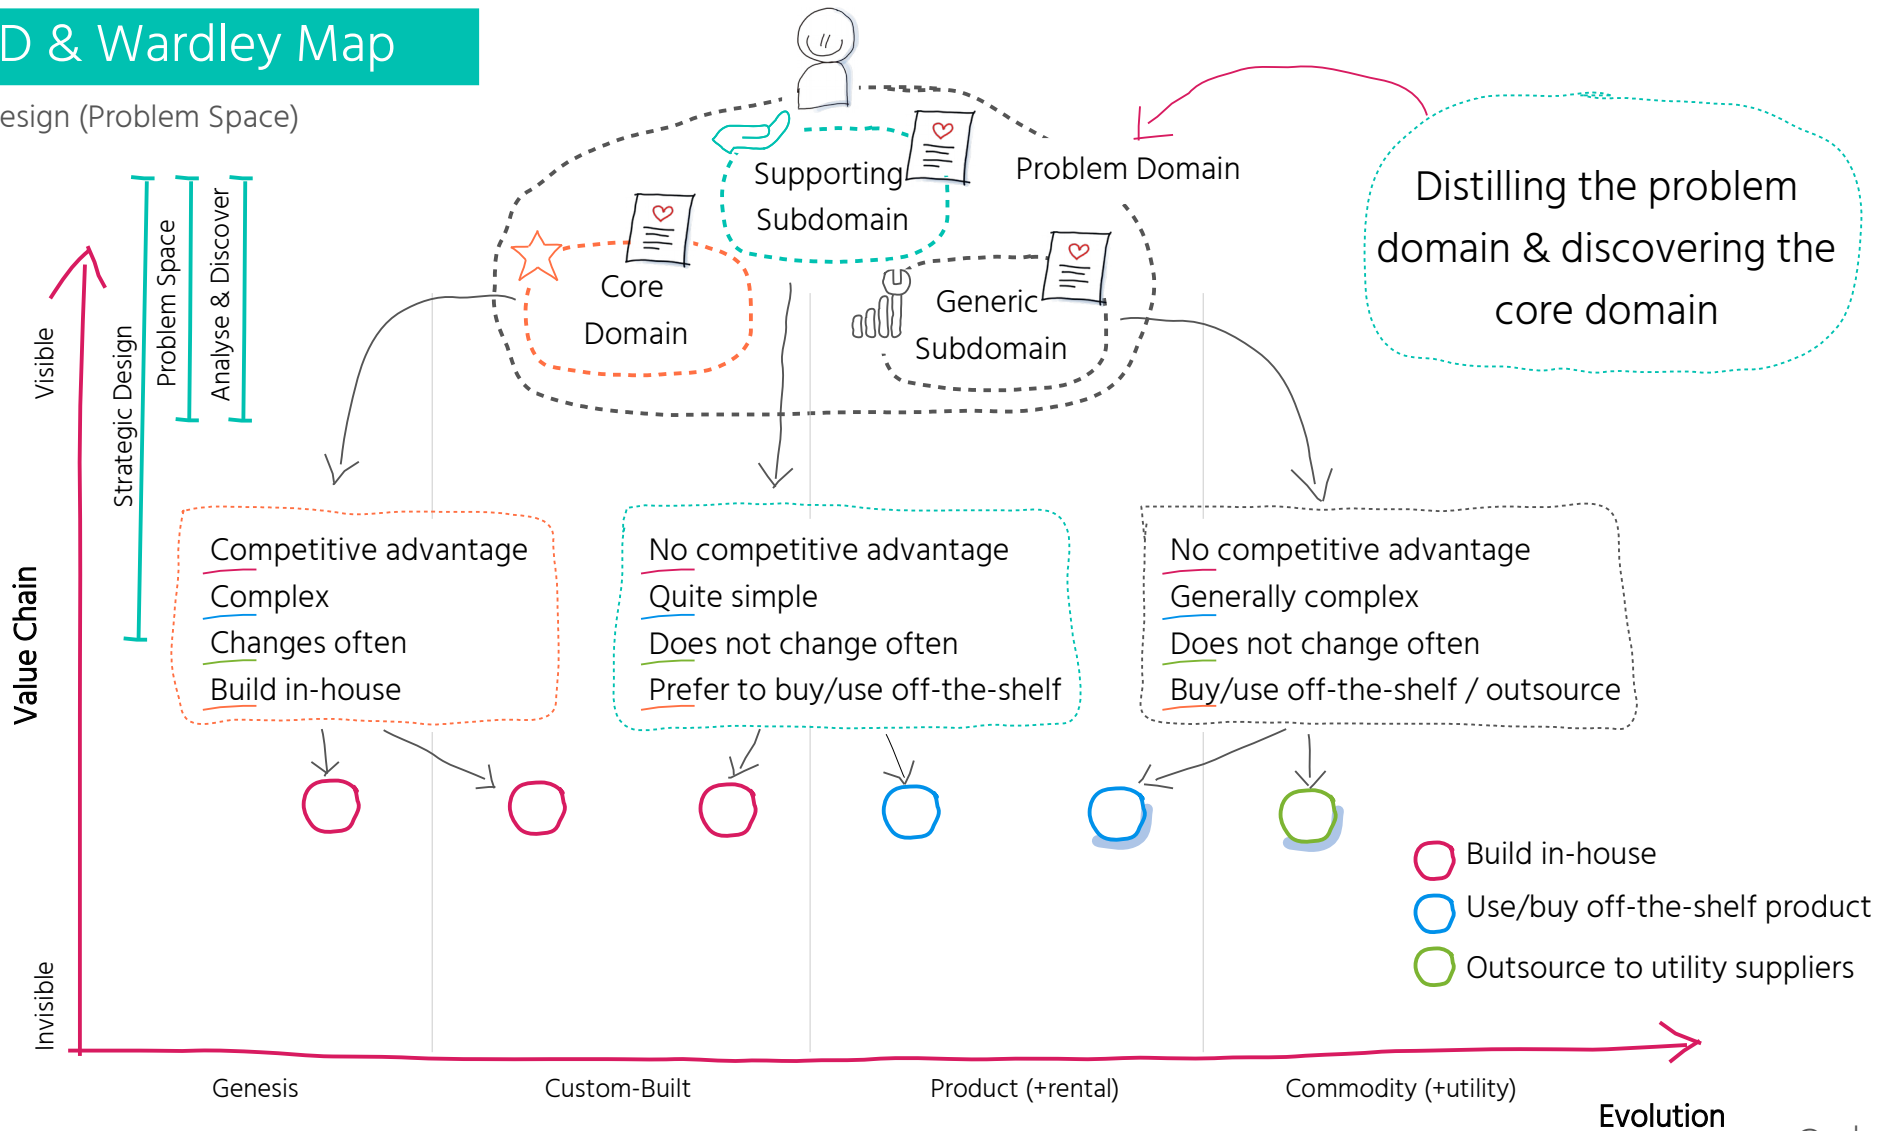 D & Wardley Map
esign (Problem Space)
Strategic Design
Problem Space
Analyse & Discover
Supporting
Subdomain
Problem Domain
Core
Domain
Generic
Subdomain
Distilling the problem
domain & discovering the
core domain
Visible
Value Chain
Invisible
Competitive advantage
Complex
Changes often
Build in-house
No competitive advantage
Quite simple
Does not change often
Prefer to buy/use off-the-shelf
No competitive advantage
Generally complex
Does not change often
Buy/use off-the-shelf / outsource
Build in-house
Use/buy off-the-shelf product
Outsource to utility suppliers
Genesis
Custom-Built
Product (+rental)
Commodity (+utility)
Evolution